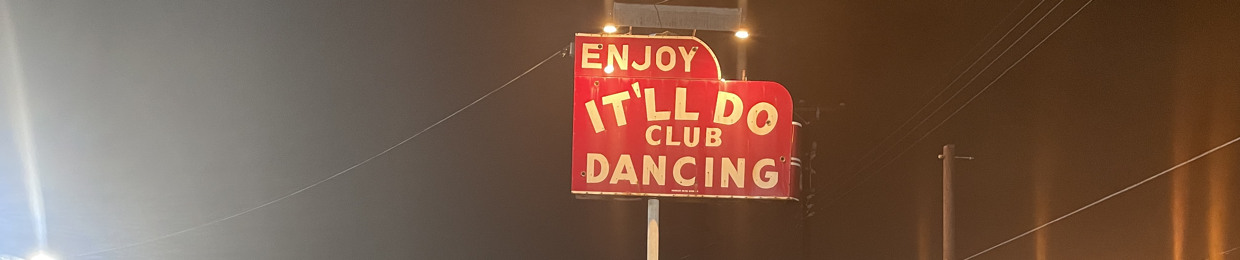 ENJOY
IT'LL DO
CLUB
DANCING